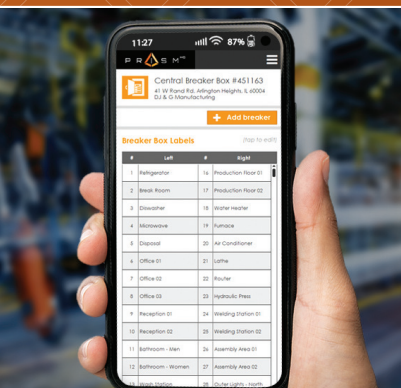 11:27 87%
PRISM™
Central Breaker Box #451163
41 W Rand Rd, Arlington Heights, IL 60004
DJ & G Manufacturing
+ Add breaker
Breaker Box Labels (tap to edit)
# Left # Right
1 Refrigerator 16 Production Floor 01
2 Break Room 17 Production Floor 02
3 Diswasher 18 Water Heater
4 Microwave 19 Furnace
5 Disposal 20 Air Conditioner
6 Office 01 21 Lathe
7 Office 02 22 Router
8 Office 03 23 Hydraulic Press
9 Reception 01 24 Welding Station 01
10 Reception 02 25 Welding Station 02
11 Bathroom - Men 26 Assembly Area 01
12 Bathroom - Women 27 Assembly Area 02
13 Wash Station 28 Outer Lights - North